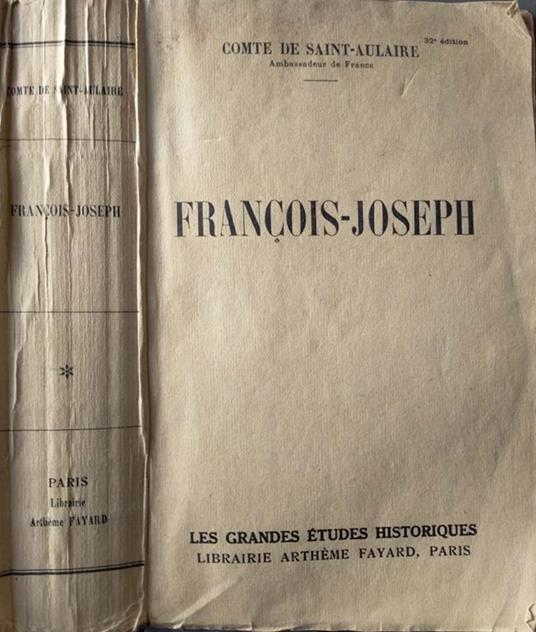 COMTE DE SAINT-AULAIRE
FRANÇOIS-JOSEPH
*
PARIS
Librairie
Arthème FAYARD
32e édition
COMTE DE SAINT-AULAIRE
Ambassadeur de France
FRANÇOIS-JOSEPH
LES GRANDES ÉTUDES HISTORIQUES
LIBRAIRIE ARTHÈME FAYARD, PARIS